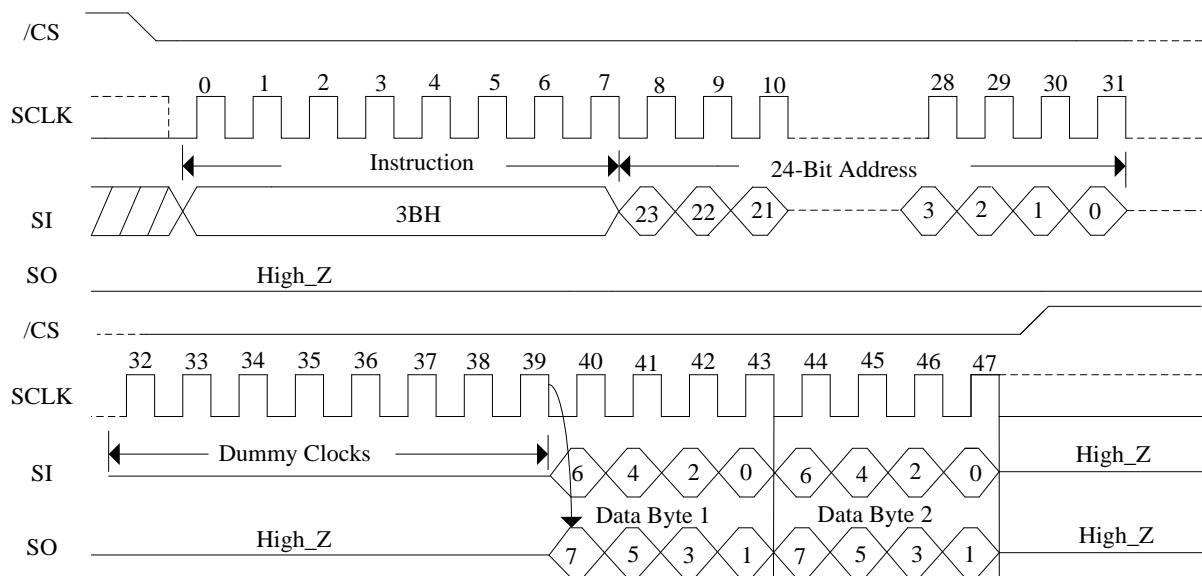 /CS
0 1 2 3 4 5 6 7 8 9 10 28 29 30 31
SCLK
Instruction 24-Bit Address
SI 3BH 23 22 21 3 2 1 0
SO High_Z
/CS
32 33 34 35 36 37 38 39 40 41 42 43 44 45 46 47
SCLK
Dummy Clocks
SI 6 4 2 0 6 4 2 0 High_Z
Data Byte 1 Data Byte 2
SO High_Z 7 5 3 1 7 5 3 1 High_Z